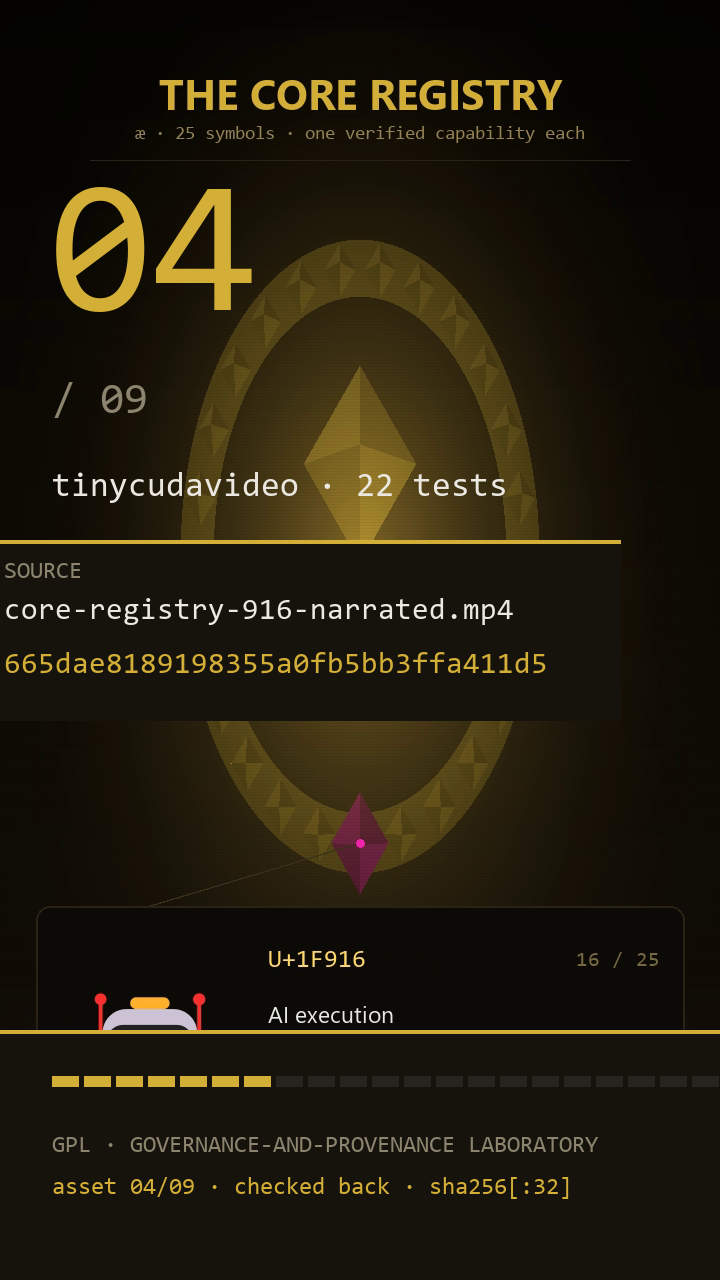 THE CORE REGISTRY
æ · 25 symbols · one verified capability each
04
/ 09
tinycudavideo · 22 tests
SOURCE
core-registry-916-narrated.mp4
665dae8189198355a0fb5bb3ffa411d5
U+1F916
16 / 25
AI execution
GPL · GOVERNANCE-AND-PROVENANCE LABORATORY
asset 04/09 · checked back · sha256[:32]